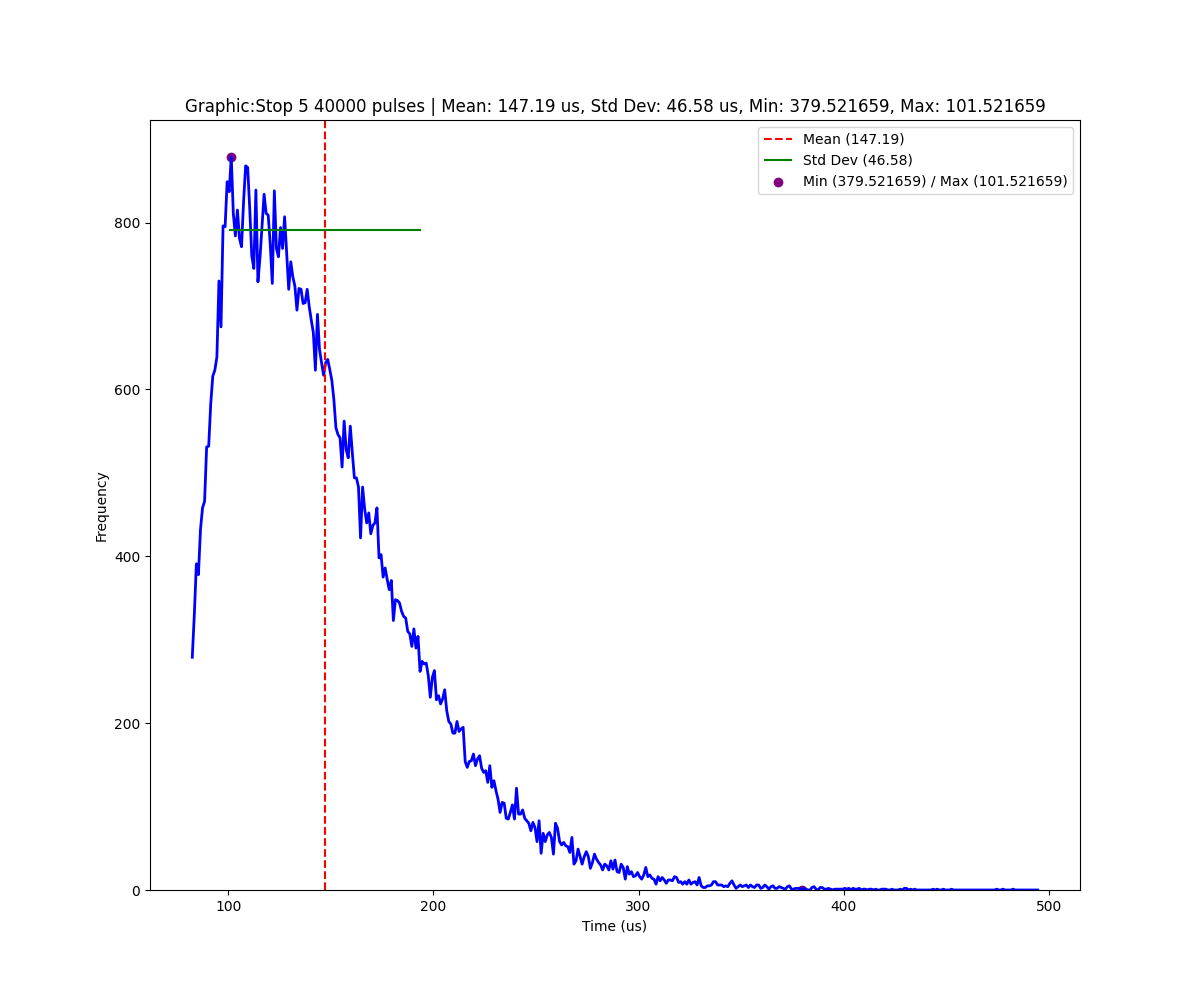 Graphic:Stop 5 40000 pulses | Mean: 147.19 us, Std Dev: 46.58 us, Min: 379.521659, Max: 101.521659
Mean (147.19)
Std Dev (46.58)
Min (379.521659) / Max (101.521659)
Frequency
800
600
400
200
0
100 200 300 400 500
Time (us)